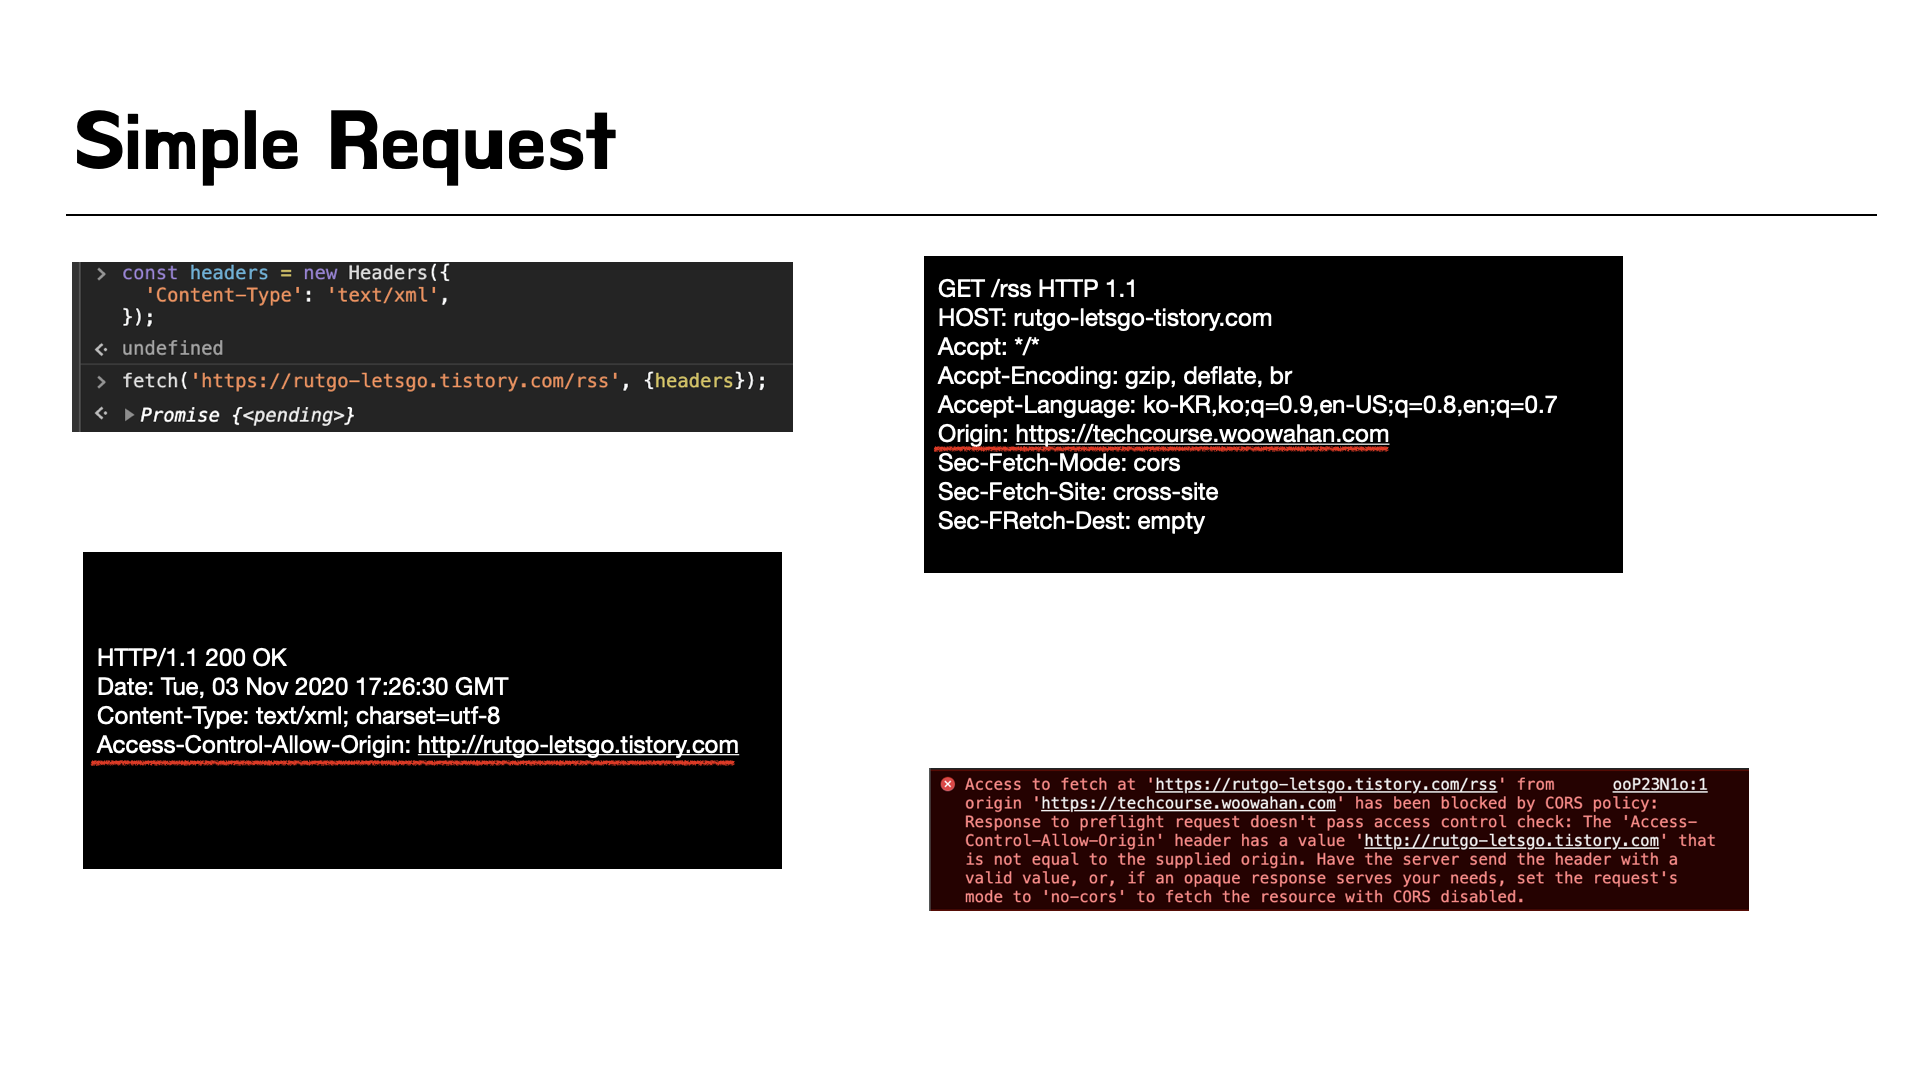 Simple Request
const headers = new Headers({
'Content-Type': 'text/xml',
});
undefined
fetch('https://rutgo-letsgo.tistory.com/rss', {headers});
Promise {<pending>}
GET /rss HTTP 1.1
HOST: rutgo-letsgo-tistory.com
Accpt: */*
Accpt-Encoding: gzip, deflate, br
Accept-Language: ko-KR,ko;q=0.9,en-US;q=0.8,en;q=0.7
Origin: https://techcourse.woowahan.com
Sec-Fetch-Mode: cors
Sec-Fetch-Site: cross-site
Sec-FRetch-Dest: empty
HTTP/1.1 200 OK
Date: Tue, 03 Nov 2020 17:26:30 GMT
Content-Type: text/xml; charset=utf-8
Access-Control-Allow-Origin: http://rutgo-letsgo.tistory.com
Access to fetch at 'https://rutgo-letsgo.tistory.com/rss' from ooP23N1o:1
origin 'https://techcourse.woowahan.com' has been blocked by CORS policy:
Response to preflight request doesn't pass access control check: The 'Access-
Control-Allow-Origin' header has a value 'http://rutgo-letsgo.tistory.com' that
is not equal to the supplied origin. Have the server send the header with a
valid value, or, if an opaque response serves your needs, set the request's
mode to 'no-cors' to fetch the resource with CORS disabled.